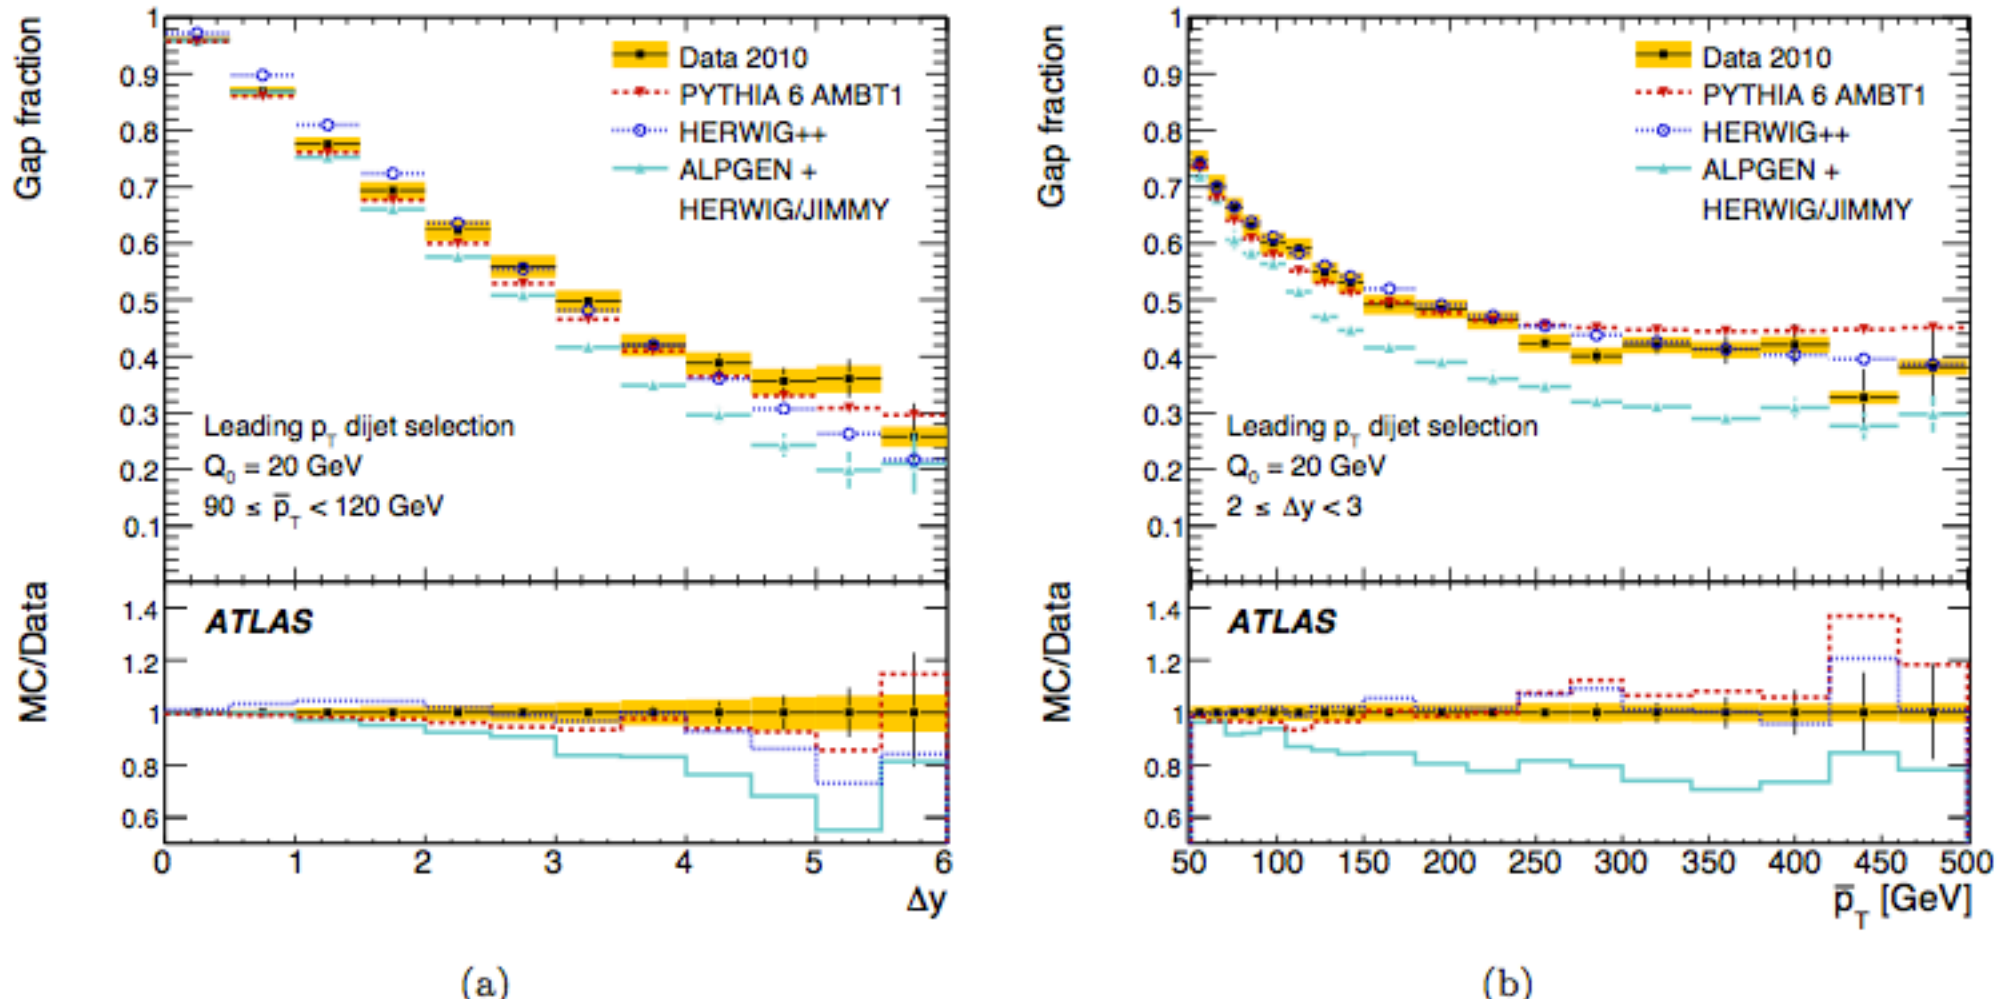 Gap fraction
1
0.9
0.8
0.7
0.6
0.5
0.4
0.3
0.2
0.1
Data 2010
PYTHIA 6 AMBT1
HERWIG++
ALPGEN +
HERWIG/JIMMY
Leading p_T dijet selection
Q_0 = 20 GeV
90 ≤ p̅_T < 120 GeV
MC/Data
1.4
1.2
1
0.8
0.6
ATLAS
0 1 2 3 4 5 6
Δy
(a)
Gap fraction
1
0.9
0.8
0.7
0.6
0.5
0.4
0.3
0.2
0.1
Data 2010
PYTHIA 6 AMBT1
HERWIG++
ALPGEN +
HERWIG/JIMMY
Leading p_T dijet selection
Q_0 = 20 GeV
2 ≤ Δy < 3
MC/Data
1.4
1.2
1
0.8
0.6
ATLAS
50 100 150 200 250 300 350 400 450 500
p̅_T [GeV]
(b)